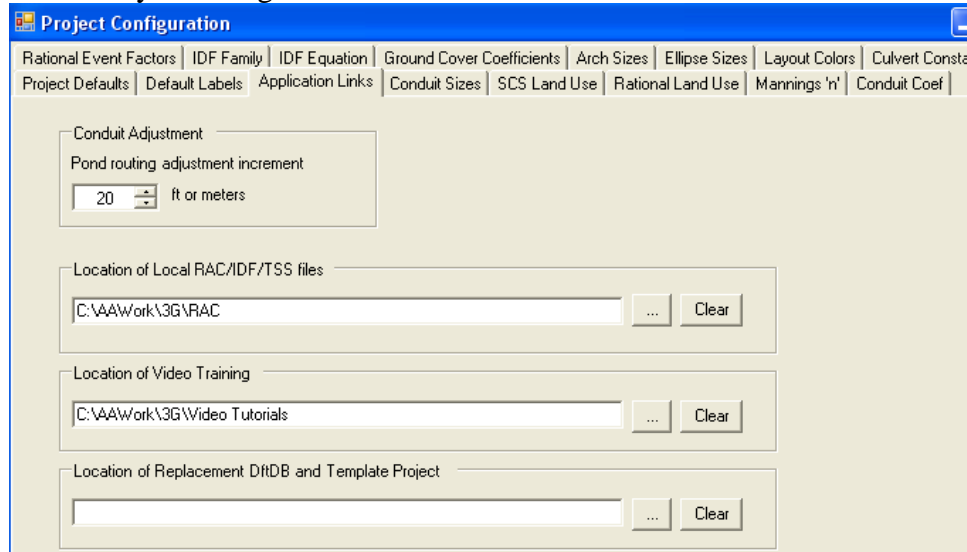 Project Configuration
Rational Event Factors IDF Family IDF Equation Ground Cover Coefficients Arch Sizes Ellipse Sizes Layout Colors Culvert Consta
Project Defaults Default Labels Application Links Conduit Sizes SCS Land Use Rational Land Use Mannings 'n' Conduit Coef
Conduit Adjustment
Pond routing adjustment increment
20 ft or meters
Location of Local RAC/IDF/TSS files
C:\AAWork\3G\RAC ... Clear
Location of Video Training
C:\AAWork\3G\Video Tutorials ... Clear
Location of Replacement DftDB and Template Project
... Clear